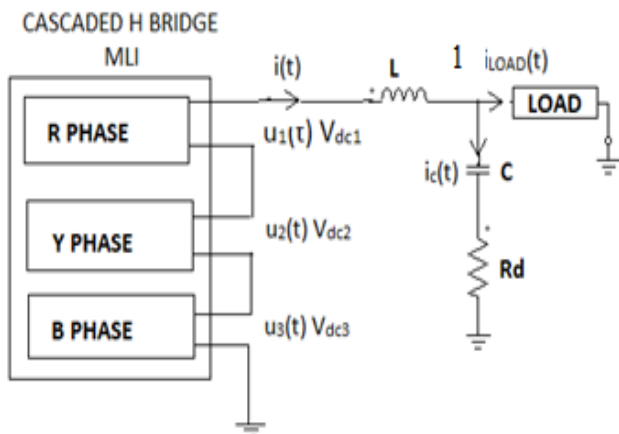 CASCADED H BRIDGE
MLI
i(t)
L
1
iLOAD(t)
R PHASE
LOAD
u1(τ) Vdc1
ic(t)
C
Y PHASE
u2(t) Vdc2
Rd
B PHASE
u3(t) Vdc3